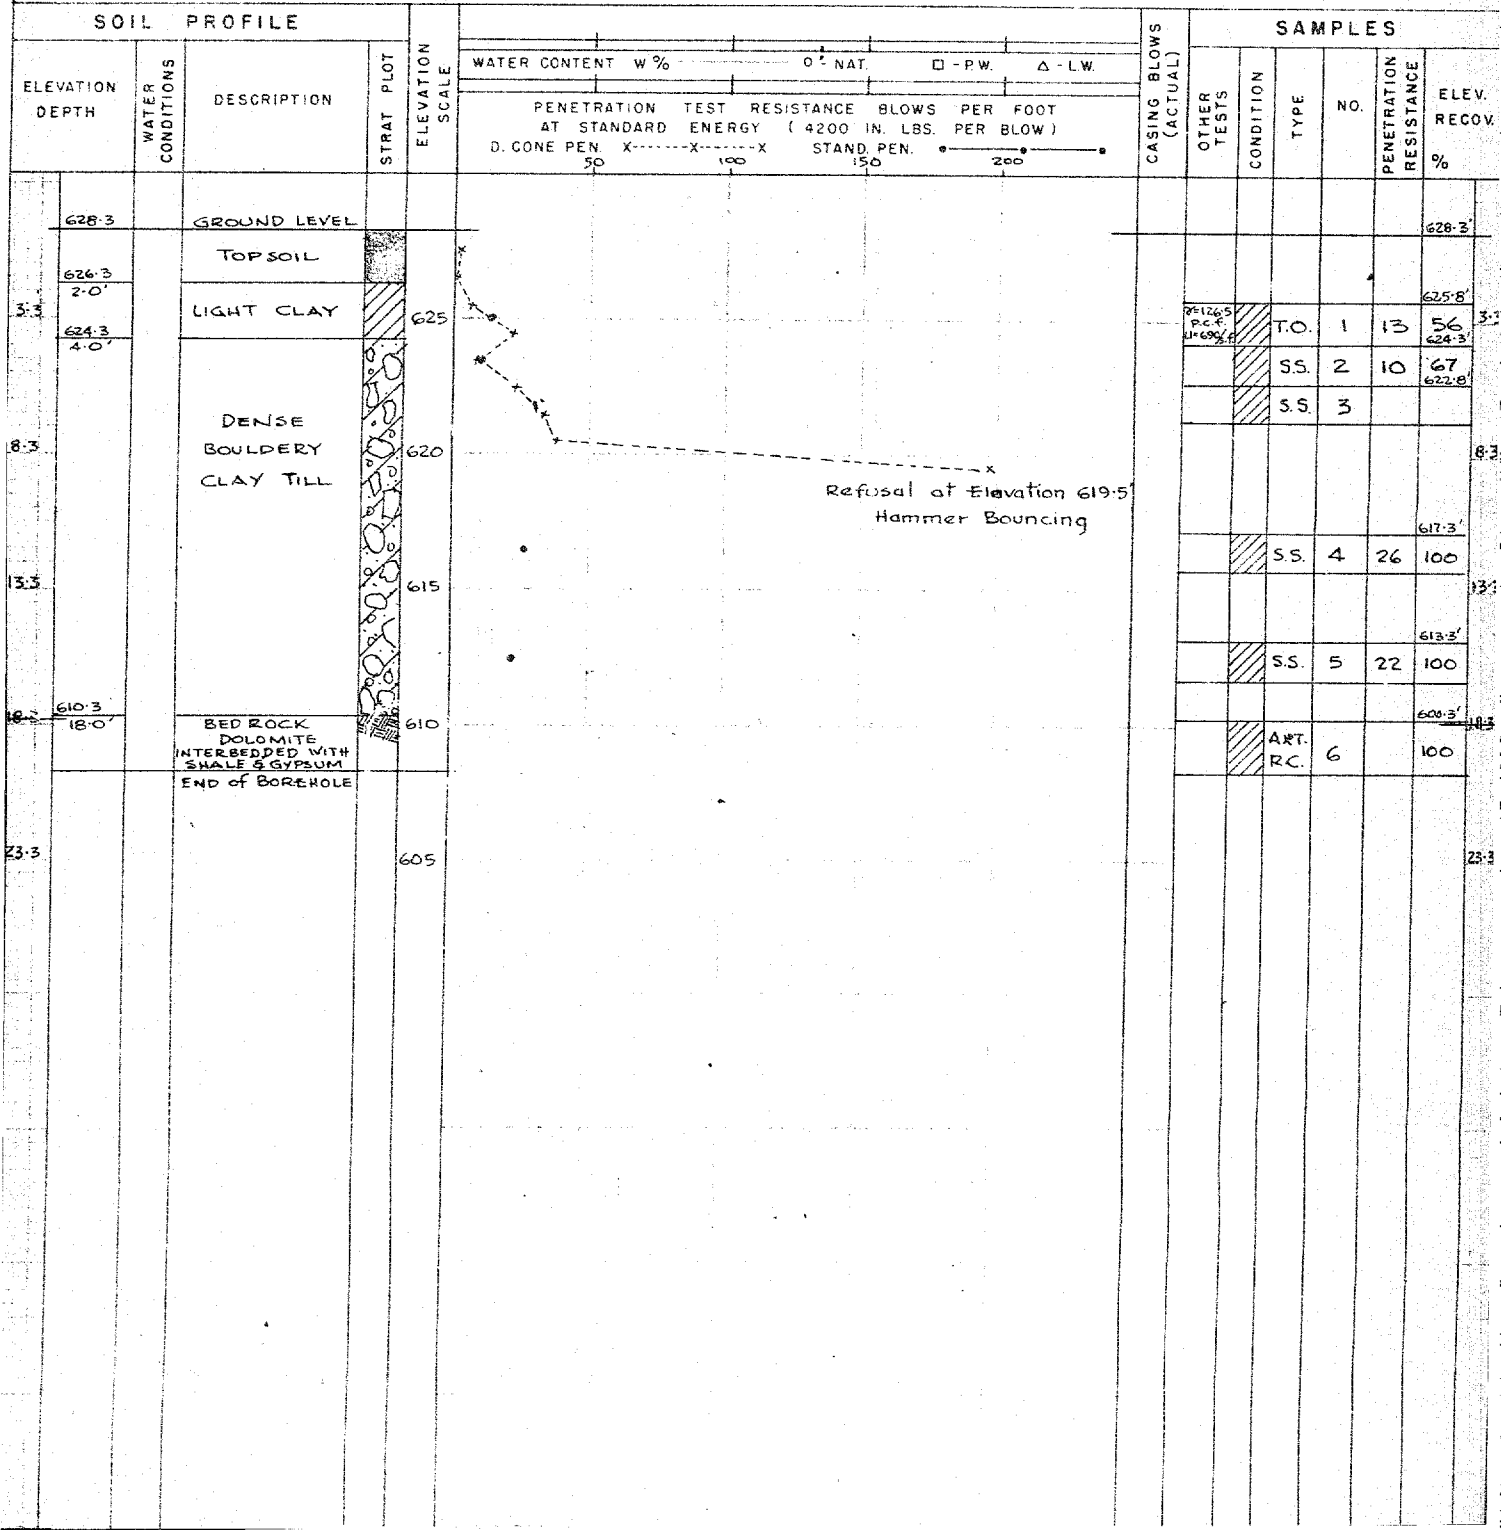 SOIL PROFILE
ELEVATION
DEPTH
WATER
CONDITIONS
DESCRIPTION
STRAT PLOT
ELEVATION
SCALE
WATER CONTENT W % O - NAT. □ - P.W. Δ - L.W.
PENETRATION TEST RESISTANCE BLOWS PER FOOT
AT STANDARD ENERGY ( 4200 IN. LBS. PER BLOW )
D. CONE PEN. X-------X-------X STAND. PEN.
50 100 150 200
CASING BLOWS
(ACTUAL)
SAMPLES
OTHER
TESTS
CONDITION
TYPE
NO.
PENETRATION
RESISTANCE
ELEV.
RECOV.
%
628.3 GROUND LEVEL 628.3'
TOPSOIL
626.3
2.0'
625.8'
3.3 LIGHT CLAY 625 T.O. 1 13 56 3.3
γ=126.5
P.C.F.
624.3
4.0'
624.3'
S.S. 2 10 67
622.8'
S.S. 3
DENSE
BOULDERY
CLAY TILL
8.3 620 8.3
Refusal at Elevation 619.5'
Hammer Bouncing
617.3'
S.S. 4 26 100
13.3 615 13.3
613.3'
S.S. 5 22 100
610.3
18.0'
610 18.3
BEDROCK
DOLOMITE
INTERBEDDED WITH
SHALE & GYPSUM
R.C. 6 100
END of BOREHOLE
23.3 605 23.3